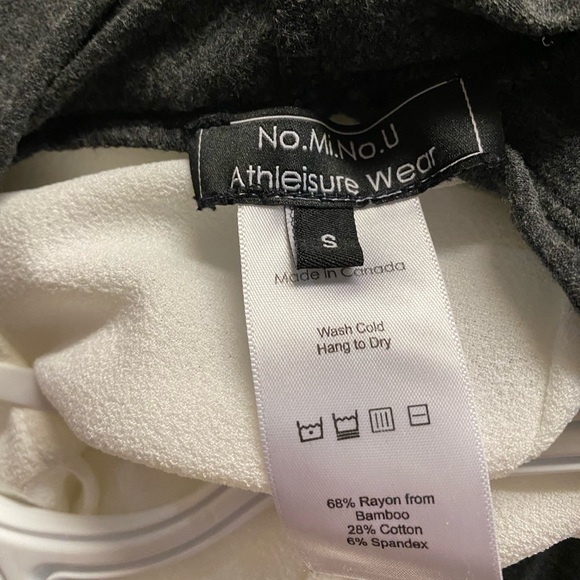 No.Mi.No.U
Athleisure Wear
S
Made in Canada
Wash Cold
Hang to Dry
68% Rayon from
Bamboo
28% Cotton
6% Spandex